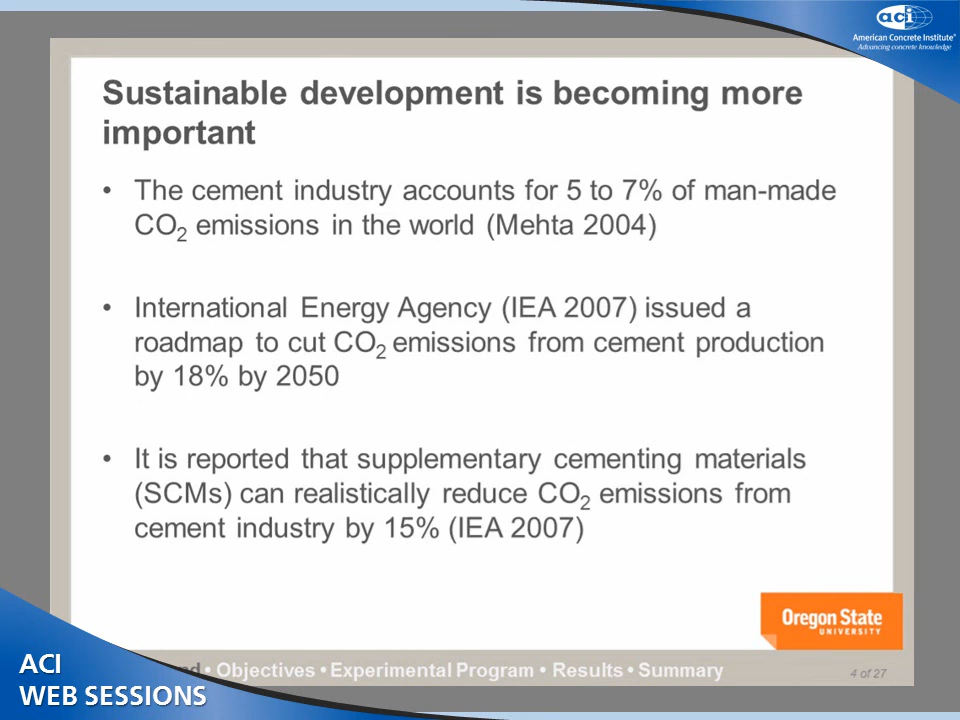 aci
American Concrete Institute®
Advancing concrete knowledge
Sustainable development is becoming more
important
• The cement industry accounts for 5 to 7% of man-made
CO₂ emissions in the world (Mehta 2004)
• International Energy Agency (IEA 2007) issued a
roadmap to cut CO₂ emissions from cement production
by 18% by 2050
• It is reported that supplementary cementing materials
(SCMs) can realistically reduce CO₂ emissions from
cement industry by 15% (IEA 2007)
Oregon State
UNIVERSITY
• Objectives • Experimental Program • Results • Summary
4 of 27
ACI
WEB SESSIONS